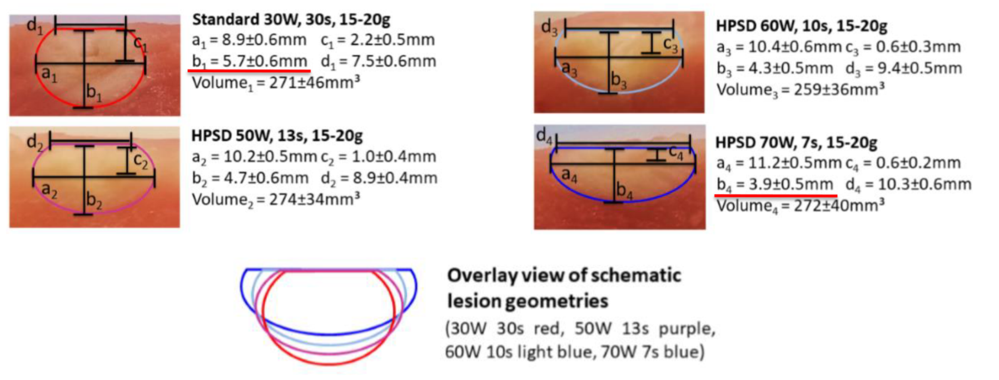 d₁
c₁
a₁
b₁
Standard 30W, 30s, 15-20g
a₁ = 8.9±0.6mm c₁ = 2.2±0.5mm
b₁ = 5.7±0.6mm d₁ = 7.5±0.6mm
Volume₁ = 271±46mm³
d₂
c₂
a₂
b₂
HPSD 50W, 13s, 15-20g
a₂ = 10.2±0.5mm c₂ = 1.0±0.4mm
b₂ = 4.7±0.6mm d₂ = 8.9±0.4mm
Volume₂ = 274±34mm³
d₃
c₃
a₃
b₃
HPSD 60W, 10s, 15-20g
a₃ = 10.4±0.6mm c₃ = 0.6±0.3mm
b₃ = 4.3±0.5mm d₃ = 9.4±0.5mm
Volume₃ = 259±36mm³
d₄
c₄
a₄
b₄
HPSD 70W, 7s, 15-20g
a₄ = 11.2±0.5mm c₄ = 0.6±0.2mm
b₄ = 3.9±0.5mm d₄ = 10.3±0.6mm
Volume₄ = 272±40mm³
Overlay view of schematic
lesion geometries
(30W 30s red, 50W 13s purple,
60W 10s light blue, 70W 7s blue)